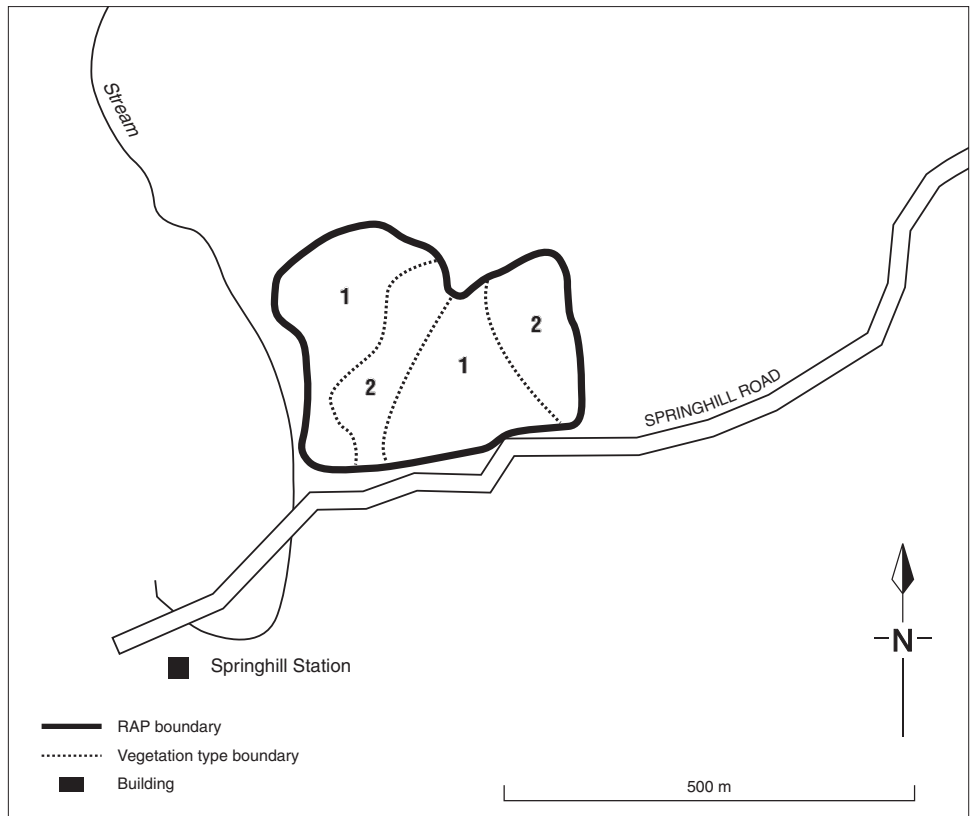 Stream
1
2
1
2
SPRINGHILL ROAD
Springhill Station
N
RAP boundary
Vegetation type boundary
Building
500 m